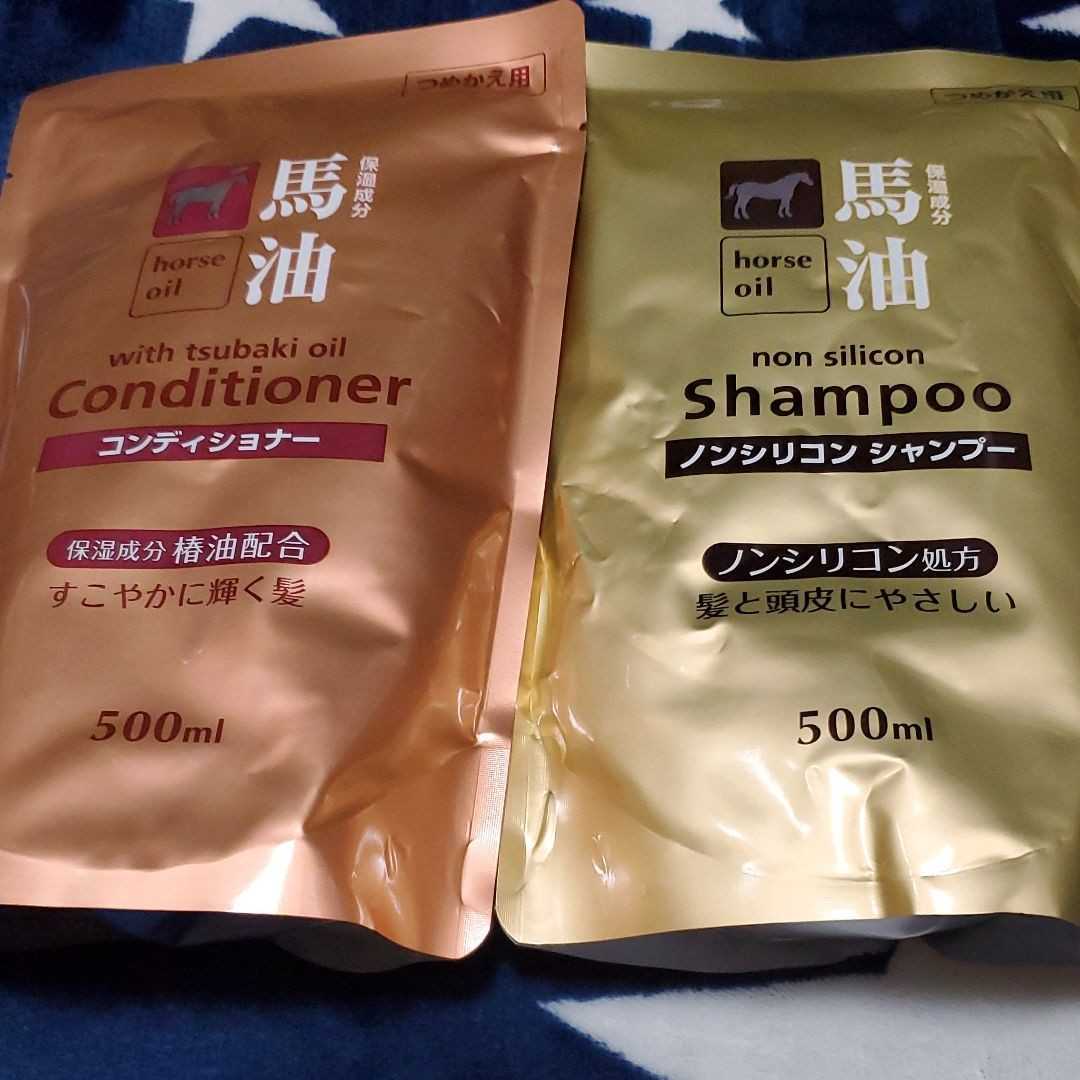 つめかえ用
保湿成分
馬油
horse
oil
with tsubaki oil
Conditioner
コンディショナー
保湿成分 椿油配合
すこやかに輝く髪
500ml
つめかえ用
保湿成分
馬油
horse
oil
non silicon
Shampoo
ノンシリコン シャンプー
ノンシリコン処方
髪と頭皮にやさしい
500ml